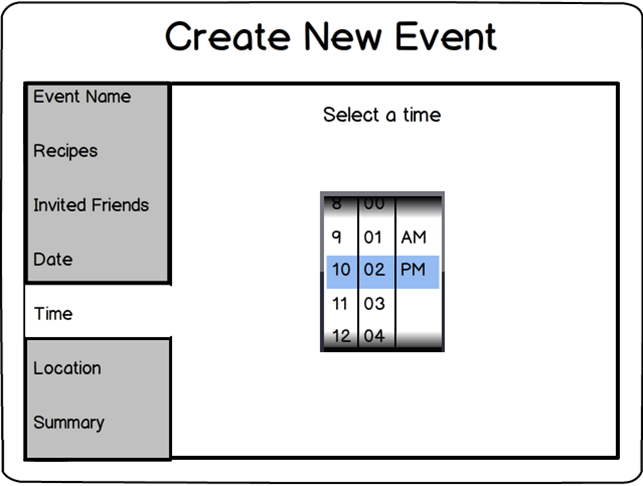 Create New Event
Event Name
Recipes
Invited Friends
Date
Time
Location
Summary
Select a time
8 00
9 01 AM
10 02 PM
11 03
12 04